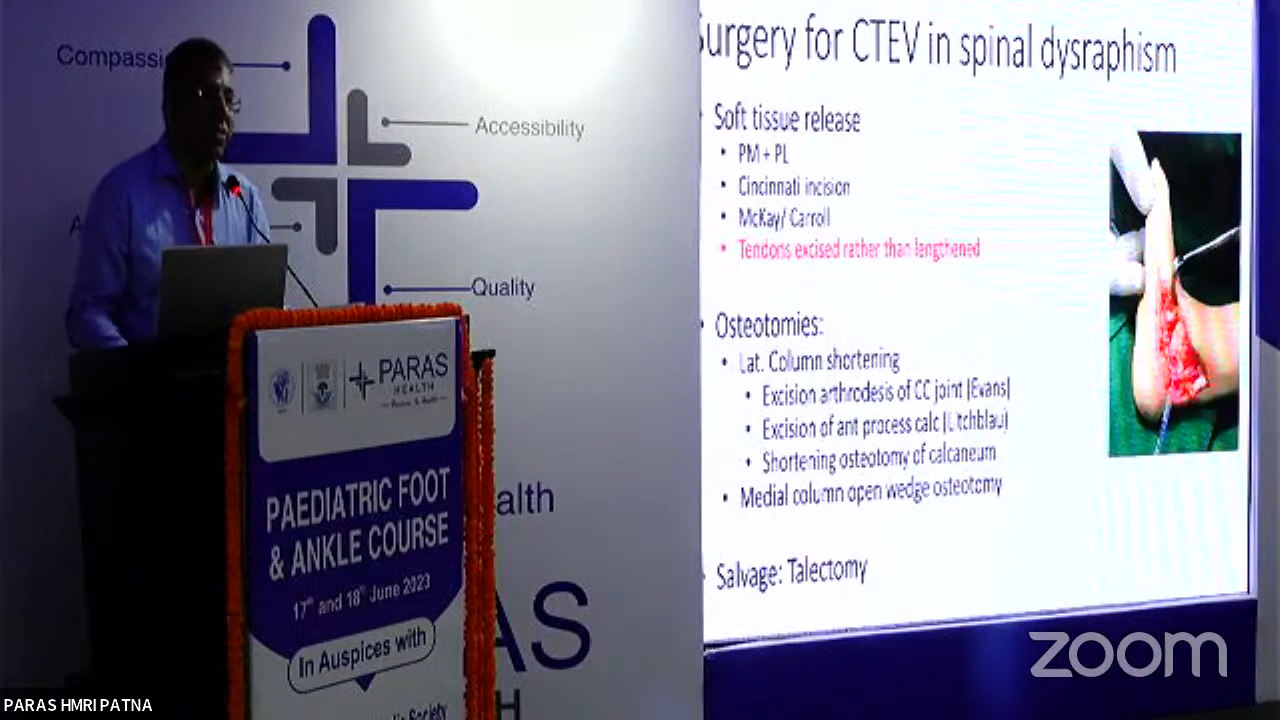 Compassi
Accessibility
A
Quality
PARAS
HEALTH
PAEDIATRIC FOOT
& ANKLE COURSE
17th and 18th June 2023
In Auspices with
Society
alth
AS
H
Surgery for CTEV in spinal dysraphism
• Soft tissue release
• PM + PL
• Cincinnati incision
• McKay/ Carroll
• Tendons excised rather than lengthened
• Osteotomies:
• Lat. Column shortening
• Excision arthrodesis of CC joint (Evans)
• Excision of ant process calc (Litchblau)
• Shortening osteotomy of calcaneum
• Medial column open wedge osteotomy
• Salvage: Talectomy
zoom
PARAS HMRI PATNA